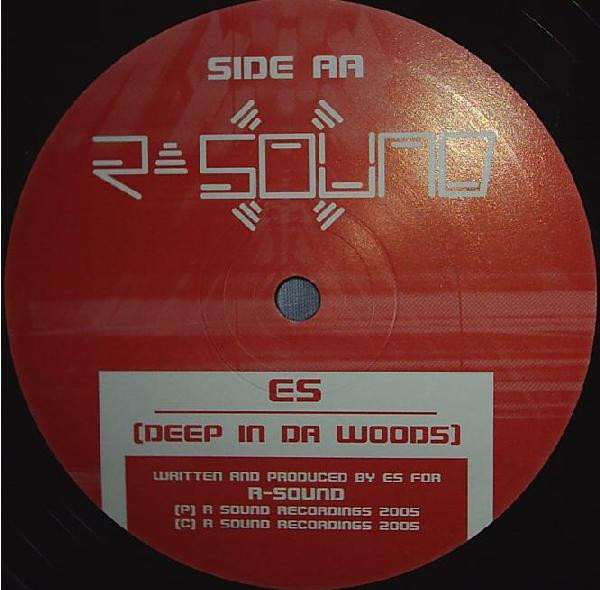 SIDE AA
R-SOUND
ES
(DEEP IN DA WOODS)
WRITTEN AND PRODUCED BY ES FOR
R-SOUND
(P) R SOUND RECORDINGS 2005
(C) R SOUND RECORDINGS 2005